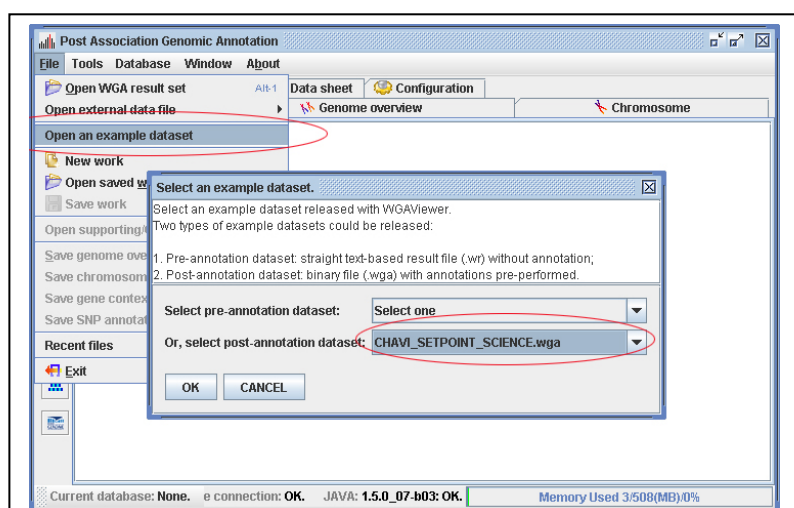 Post Association Genomic Annotation
File Tools Database Window About
Open WGA result set Alt-1
Data sheet Configuration
Open external data file
Genome overview Chromosome
Open an example dataset
New work
Open saved w
Save work
Open supporting/
Save genome ove
Save chromosom
Save gene contex
Save SNP annotat
Recent files
Exit
Select an example dataset.
Select an example dataset released with WGAViewer.
Two types of example datasets could be released:
1. Pre-annotation dataset: straight text-based result file (.wr) without annotation;
2. Post-annotation dataset: binary file (.wga) with annotations pre-performed.
Select pre-annotation dataset: Select one
Or, select post-annotation dataset: CHAVI_SETPOINT_SCIENCE.wga
OK CANCEL
Current database: None. e connection: OK. JAVA: 1.5.0_07-b03: OK. Memory Used 3/508(MB)/0%